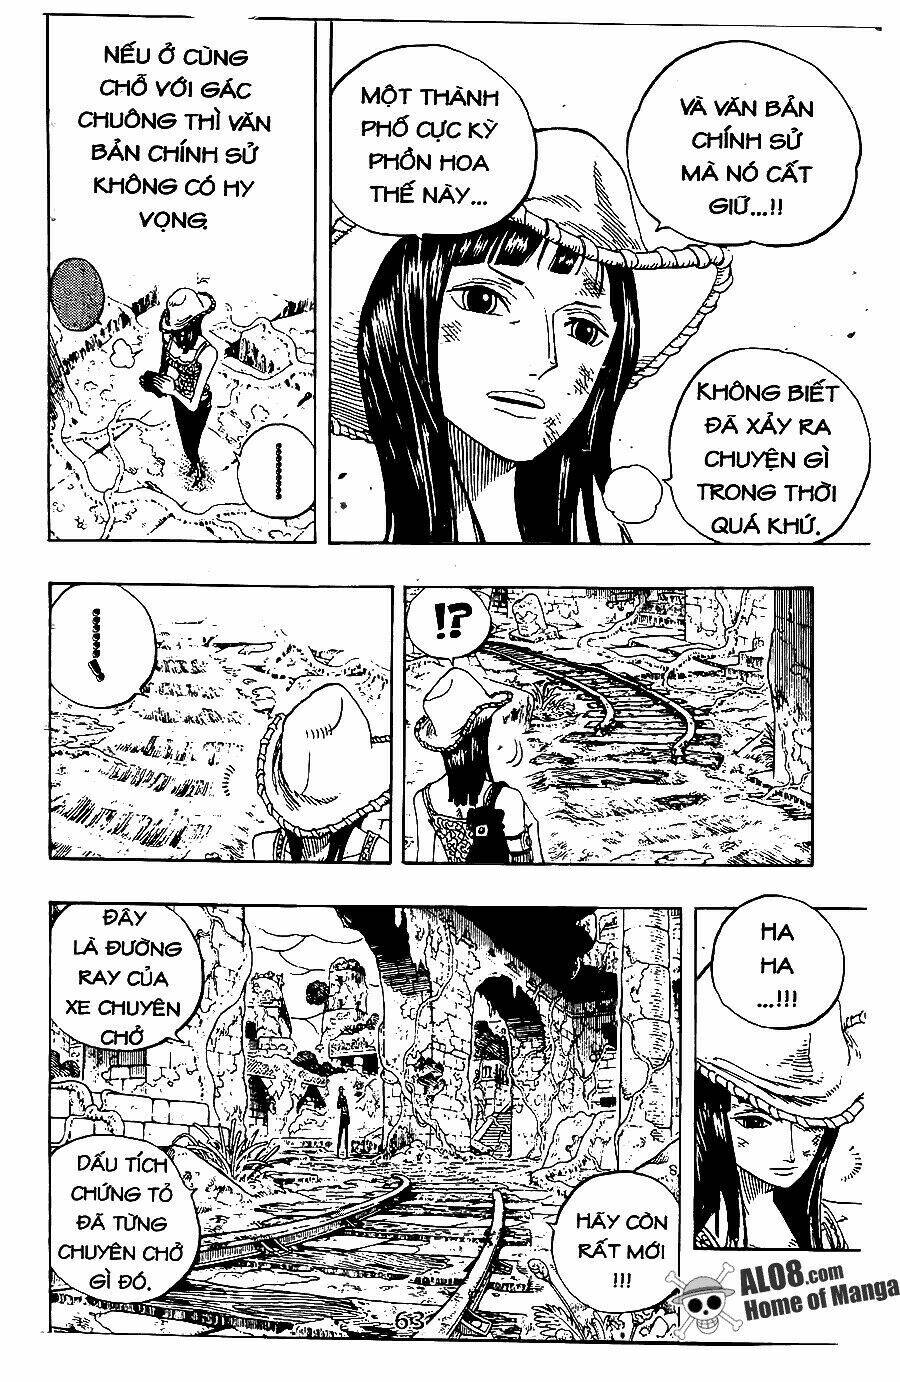 NẾU Ở CÙNG
CHỖ VỚI GÁC
CHUÔNG THÌ VĂN
BẢN CHÍNH SỬ
KHÔNG CÓ HY
VỌNG.
MỘT THÀNH
PHỐ CỰC KỲ
PHỒN HOA
THẾ NÀY...
VÀ VĂN BẢN
CHÍNH SỬ
MÀ NÓ CẤT
GIỮ...!!
KHÔNG BIẾT
ĐÃ XẢY RA
CHUYỆN GÌ
TRONG THỜI
QUÁ KHỨ.
!?
ĐÂY
LÀ ĐƯỜNG
RAY CỦA
XE CHUYÊN
CHỞ
DẤU TÍCH
CHỨNG TỎ
ĐÃ TỪNG
CHUYÊN CHỞ
GÌ ĐÓ.
HÃY CÒN
RẤT MỚI
!!!
HA
HA
...!!!
63
AL08.com
Home of Manga